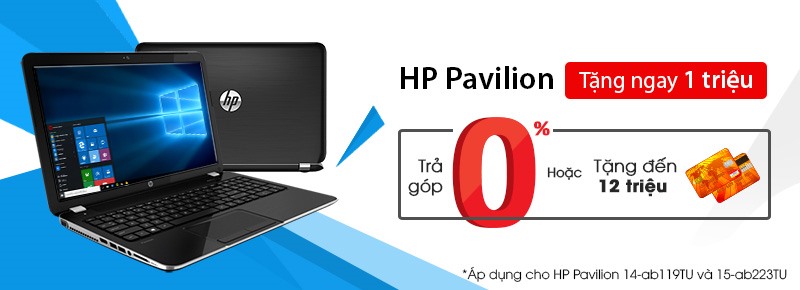 HP Pavilion Tặng ngay 1 triệu
Trả góp 0% Hoặc Tặng đến 12 triệu
*Áp dụng cho HP Pavilion 14-ab119TU và 15-ab223TU
hp